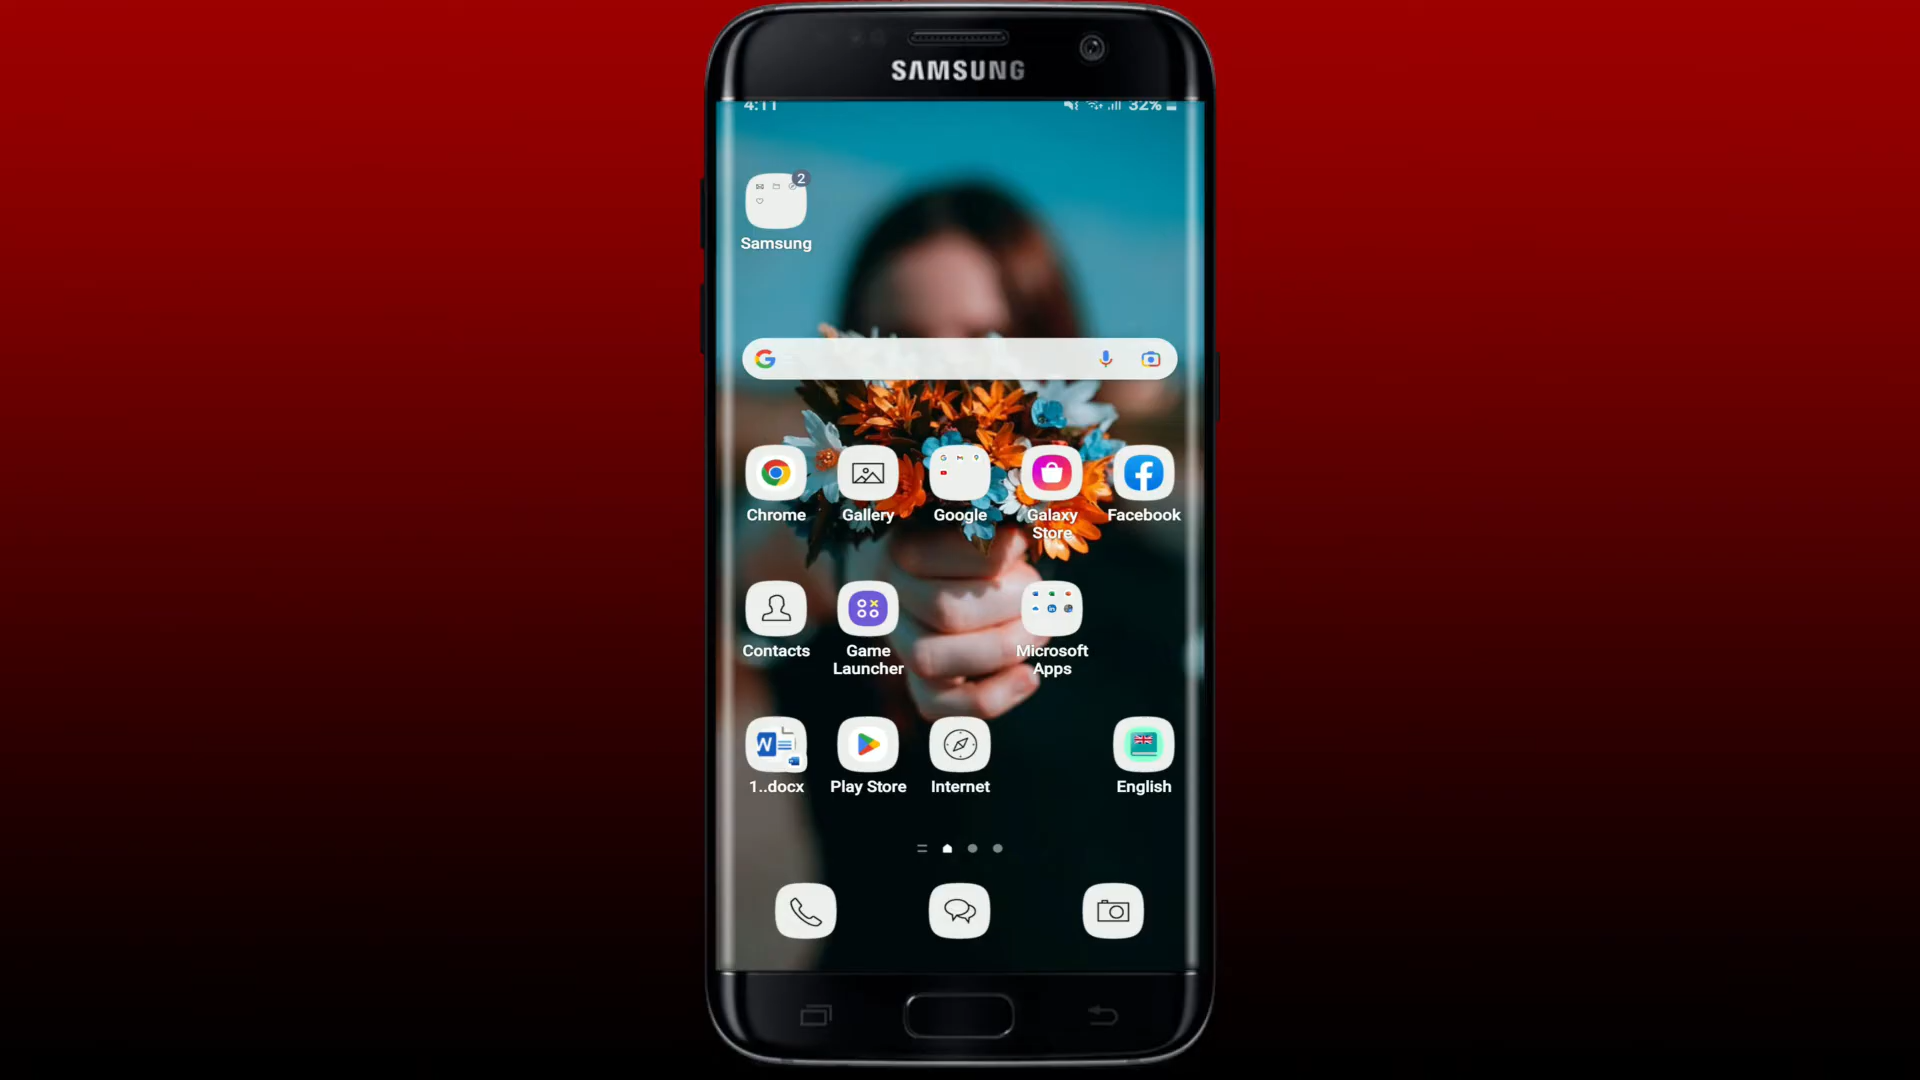 SAMSUNG
4:11
32%
2
Samsung
Chrome
Gallery
Google
Galaxy
Store
Facebook
Contacts
Game
Launcher
Microsoft
Apps
W
1..docx
Play Store
Internet
English